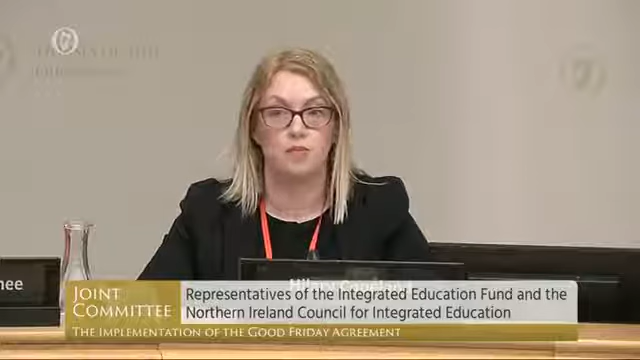 nee
JOINT
COMMITTEE
Representatives of the Integrated Education Fund and the
Northern Ireland Council for Integrated Education
THE IMPLEMENTATION OF THE GOOD FRIDAY AGREEMENT